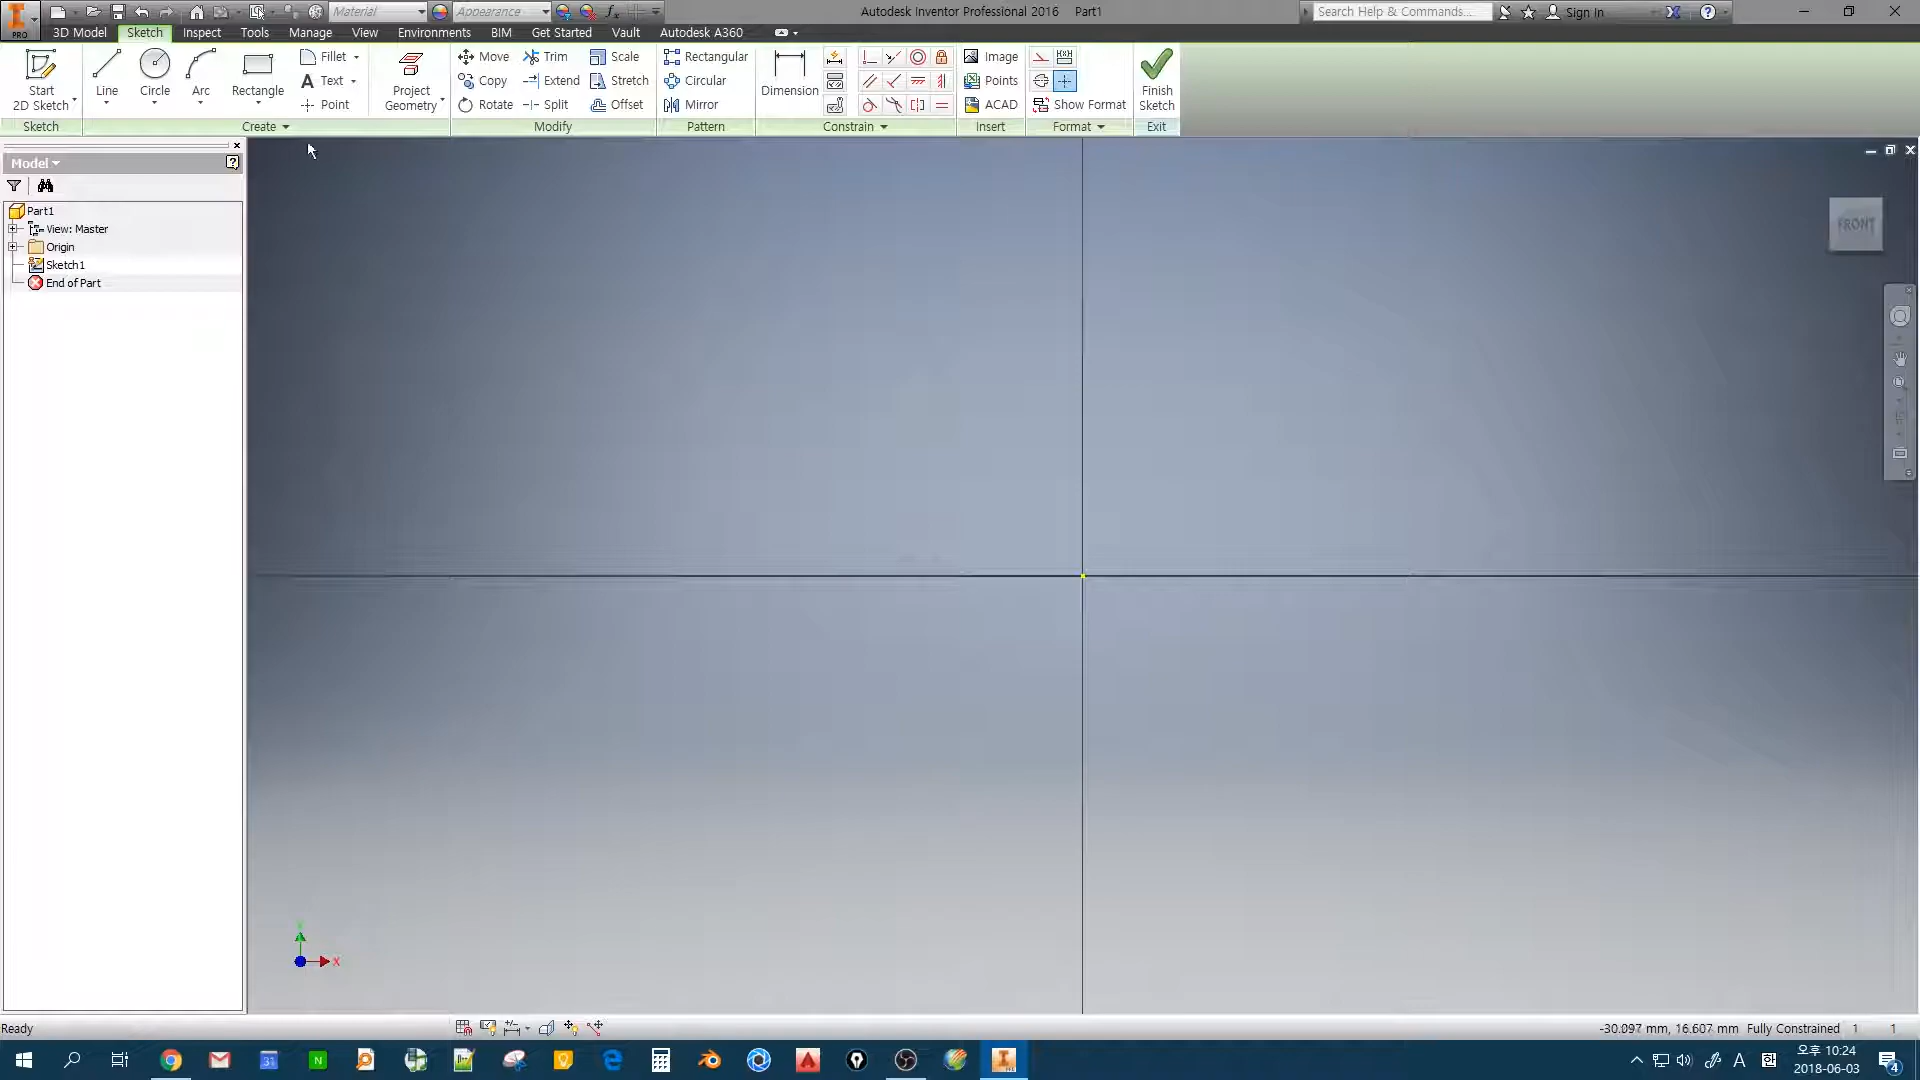 Material
Appearance
Autodesk Inventor Professional 2016 Part1
Search Help & Commands...
Sign In
PRO
3D Model Sketch Inspect Tools Manage View Environments BIM Get Started Vault Autodesk A360
Start
2D Sketch
Line
Circle
Arc
Rectangle
Fillet
Text
Point
Project
Geometry
Move Trim Scale
Copy Extend Stretch
Rotate Split Offset
Rectangular
Circular
Mirror
Dimension
Image
Points
ACAD
Show Format
Finish
Sketch
Sketch Create Modify Pattern Constrain Insert Format Exit
Model
Part1
View: Master
Origin
Sketch1
End of Part
FRONT
X
Ready
-30.097 mm, 16.607 mm Fully Constrained 1 1
오후 10:24
2018-06-03
4